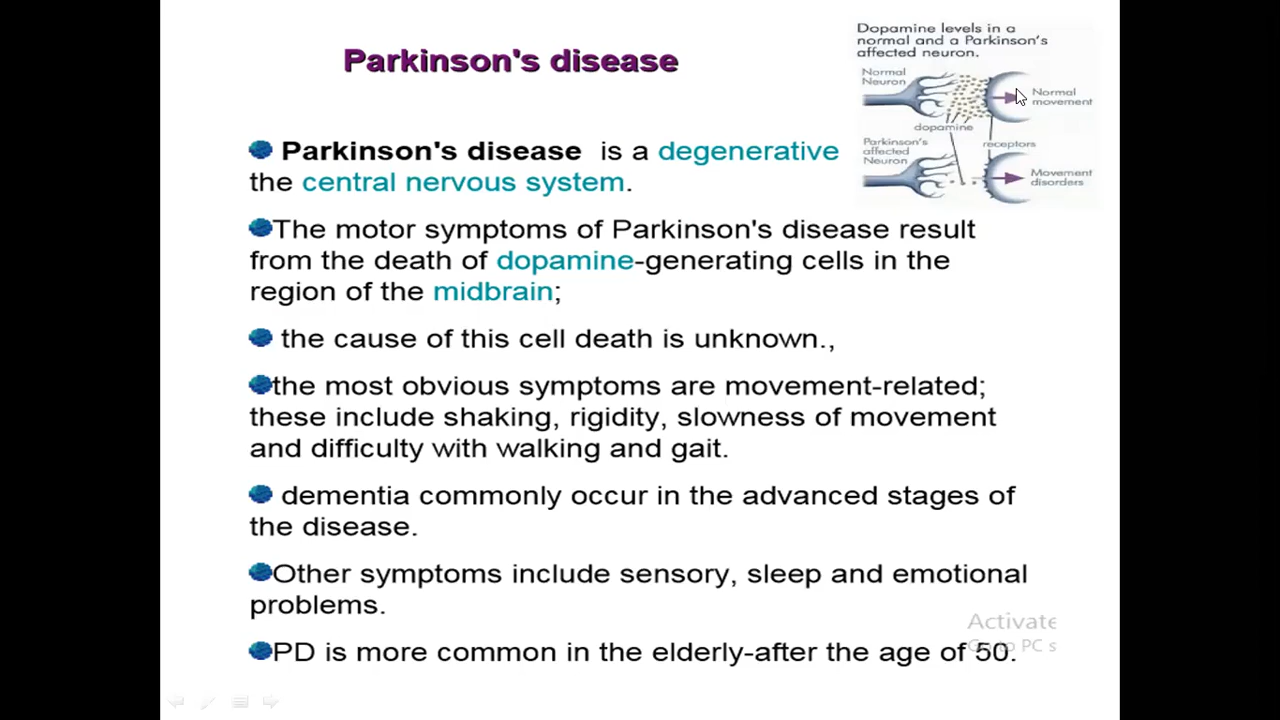 Parkinson's disease
Dopamine levels in a
normal and a Parkinson's
affected neuron.
Normal
Neuron
Normal
movement
dopamine
receptors
Parkinson's
affected
Neuron
Movement
disorders
Parkinson's disease is a degenerative
the central nervous system.
The motor symptoms of Parkinson's disease result
from the death of dopamine-generating cells in the
region of the midbrain;
the cause of this cell death is unknown.,
the most obvious symptoms are movement-related;
these include shaking, rigidity, slowness of movement
and difficulty with walking and gait.
dementia commonly occur in the advanced stages of
the disease.
Other symptoms include sensory, sleep and emotional
problems.
Activate
Go to PC s
PD is more common in the elderly-after the age of 50.